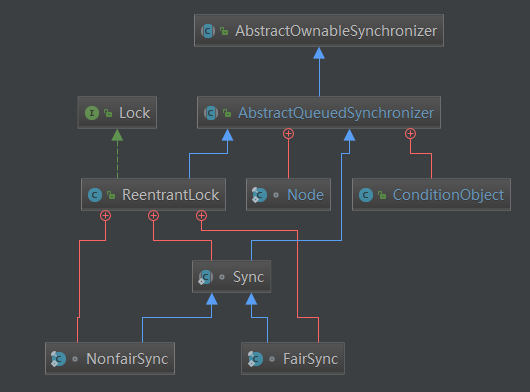 AbstractOwnableSynchronizer
Lock
AbstractQueuedSynchronizer
ReentrantLock
Node
ConditionObject
Sync
NonfairSync
FairSync